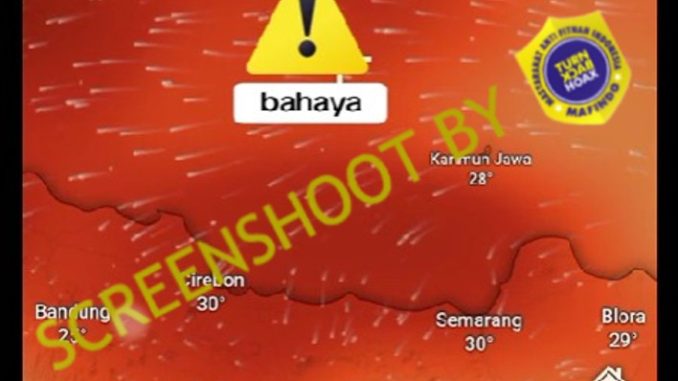 bahaya
MASYARAKAT ANTI FITNAH INDONESIA
TURN
BACK
HOAX
MAFINDO
SCREENSHOOT BY
Karimun Jawa
28°
Cirebon
30°
Bandung
25°
Semarang
30°
Blora
29°